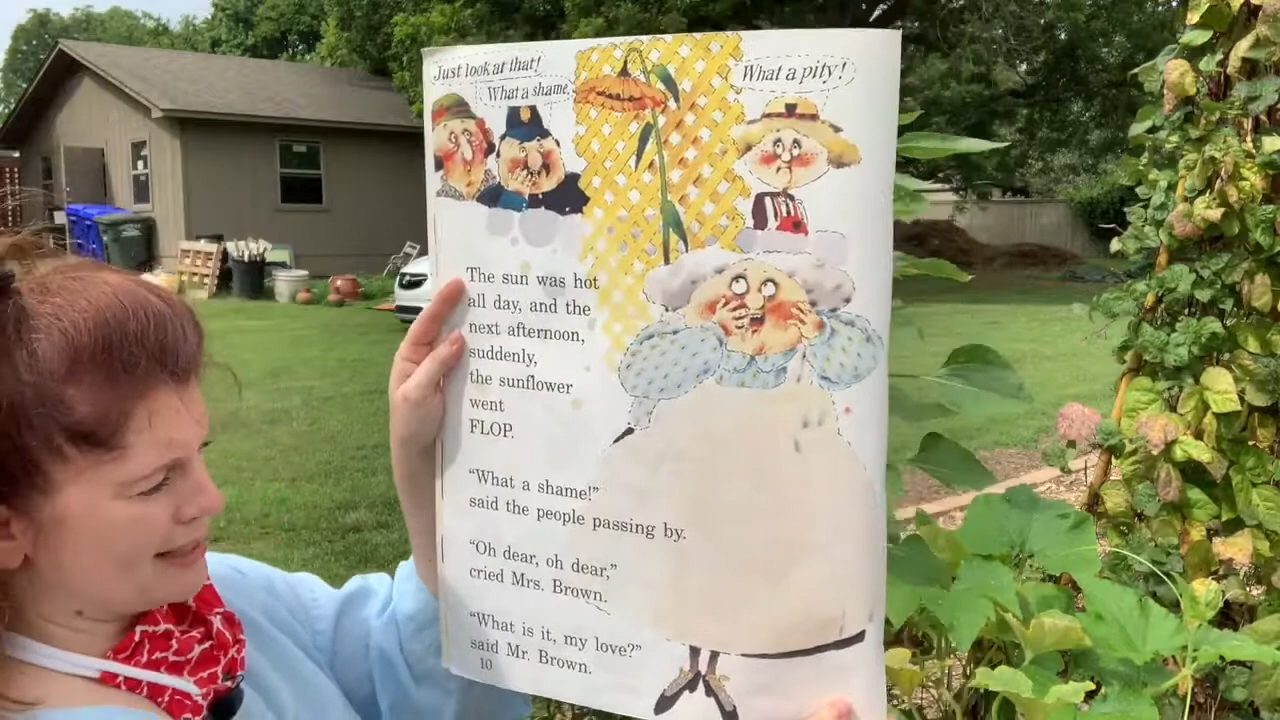 Just look at that!
What a shame.
What a pity!
The sun was hot
all day, and the
next afternoon,
suddenly,
the sunflower
went
FLOP.
“What a shame!”
said the people passing by.
“Oh dear, oh dear,”
cried Mrs. Brown.
“What is it, my love?”
said Mr. Brown.
10